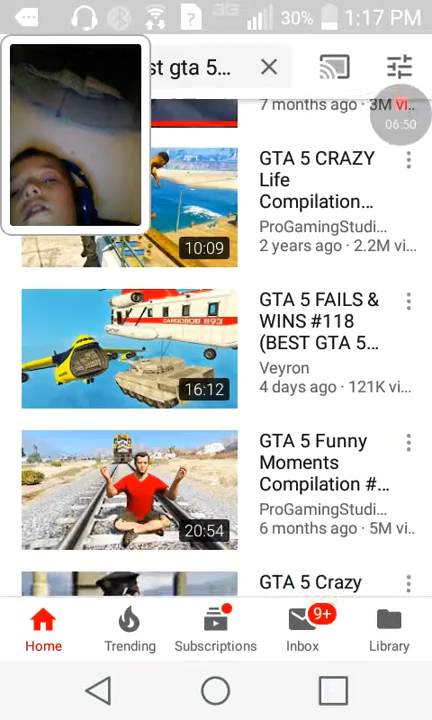 3G
30%
1:17 PM
st gta 5...
7 months ago · 3M vi...
06:50
GTA 5 CRAZY
Life
Compilation...
ProGamingStudi...
2 years ago · 2.2M vi...
10:09
GTA 5 FAILS &
WINS #118
(BEST GTA 5...
Veyron
4 days ago · 121K vi...
CARGOBOB 893
16:12
GTA 5 Funny
Moments
Compilation #...
ProGamingStudi...
6 months ago · 5M vi...
20:54
GTA 5 Crazy
9+
Home
Trending
Subscriptions
Inbox
Library